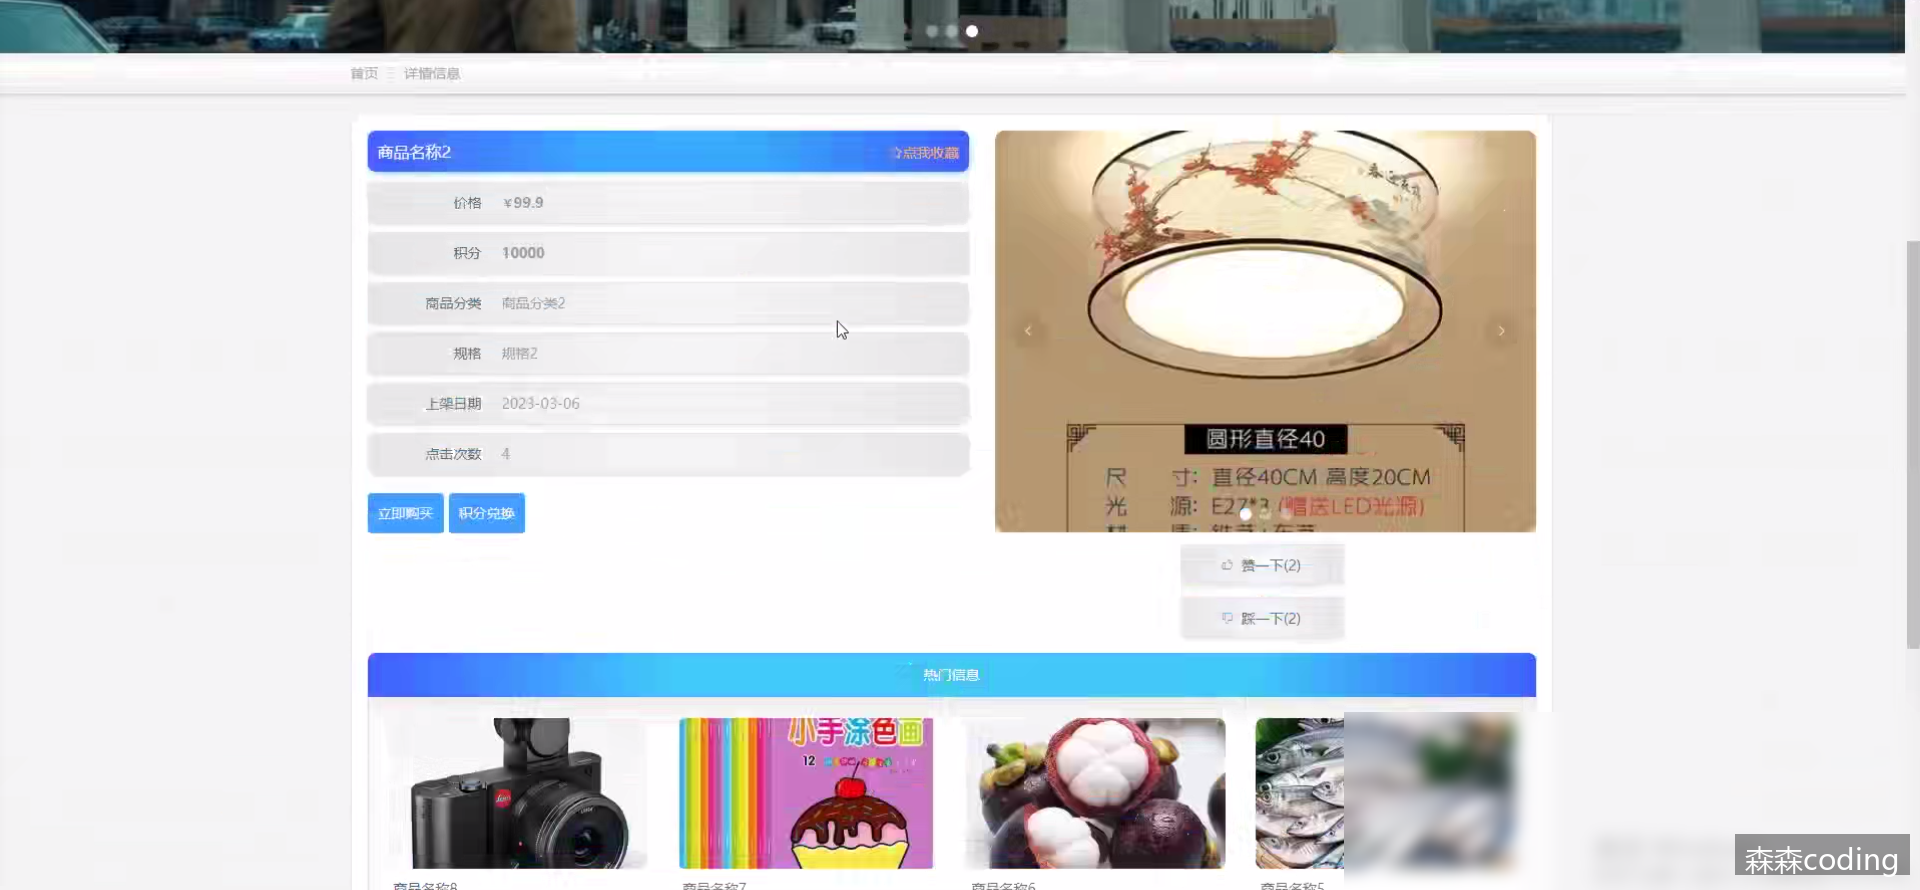 首页 详情信息
商品名称2 ☆点我收藏
价格 ¥99.9
积分 10000
商品分类 商品分类2
规格 规格2
上架日期 2023-03-06
点击次数 4
立即购买 积分兑换
圆形直径40
尺 寸: 直径40CM 高度20CM
光 源: E27*3 (赠送LED光源)
赞一下(2)
踩一下(2)
热门信息
小手涂色画
12
商品名称8 商品名称7 商品名称6 商品名称5
森森coding